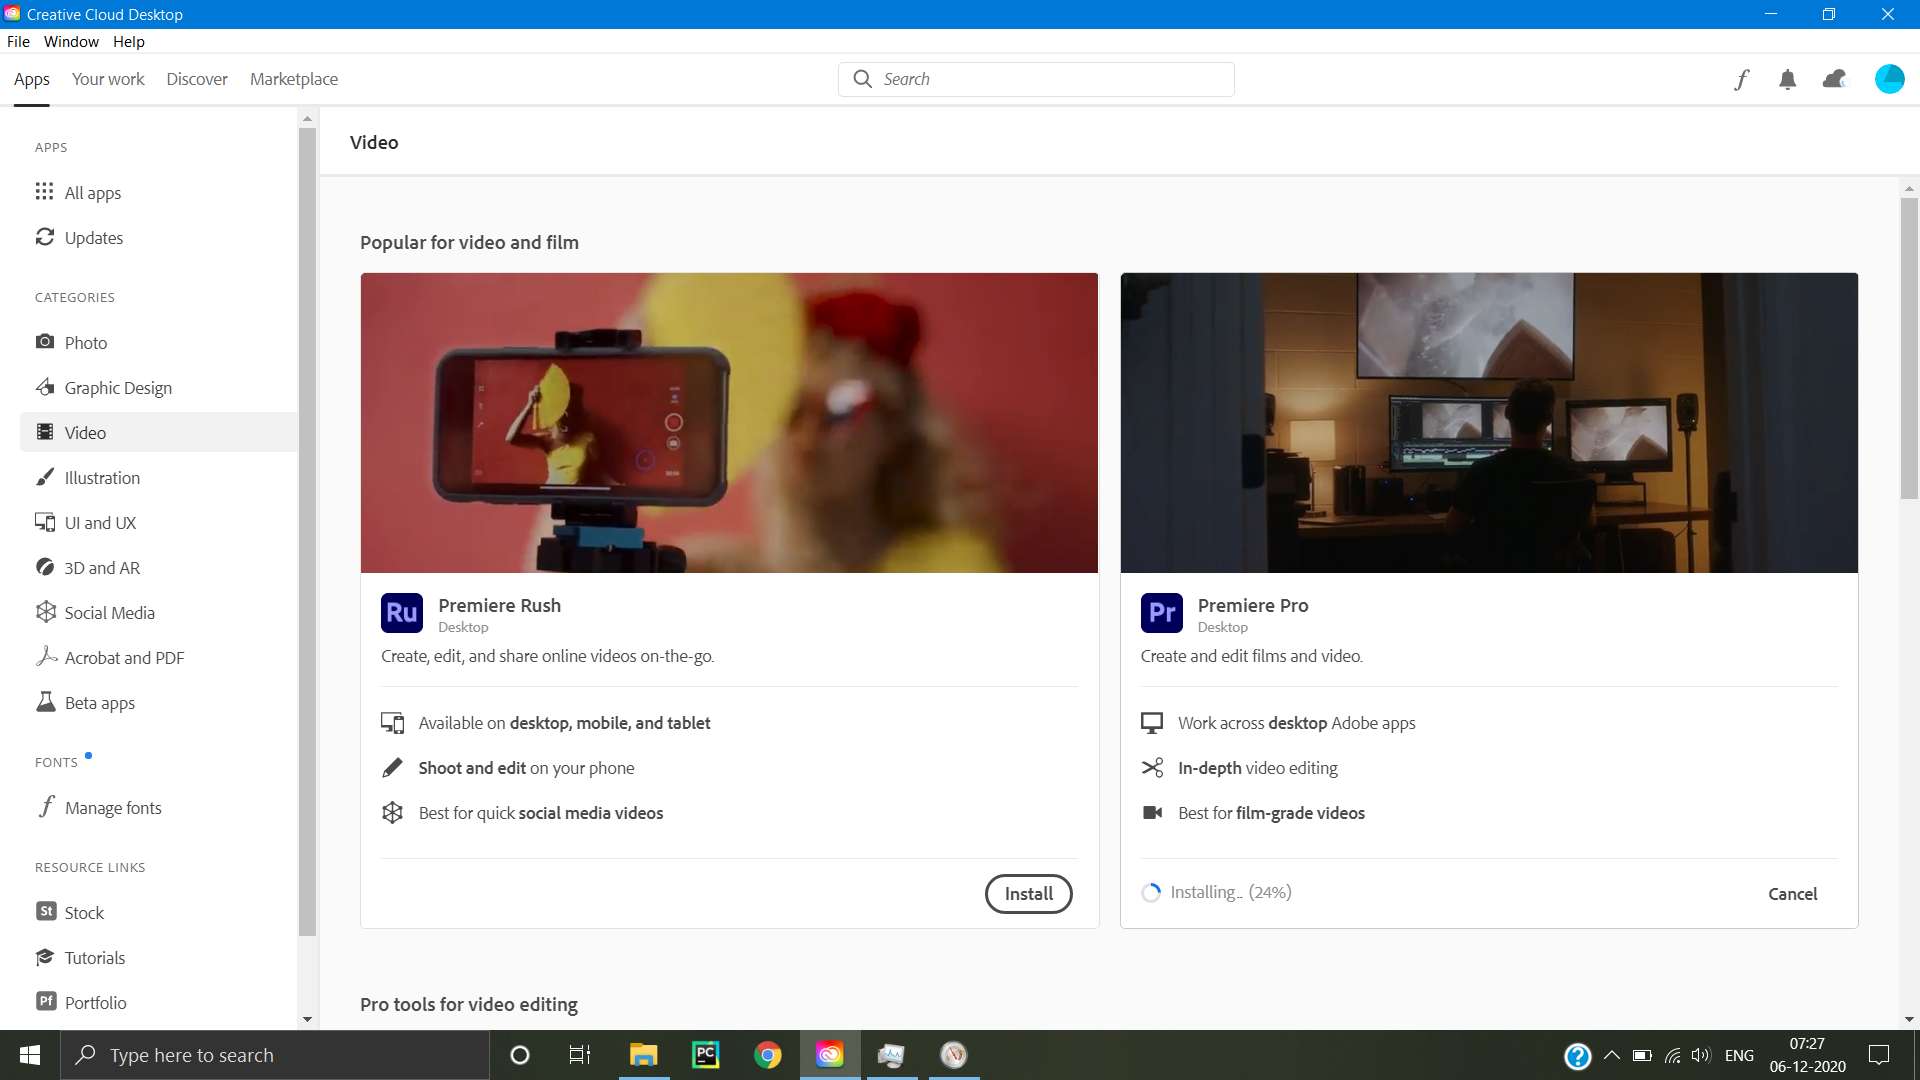 Creative Cloud Desktop
File Window Help
Apps Your work Discover Marketplace
Search
APPS
All apps
Updates
CATEGORIES
Photo
Graphic Design
Video
Illustration
UI and UX
3D and AR
Social Media
Acrobat and PDF
Beta apps
FONTS
Manage fonts
RESOURCE LINKS
St Stock
Tutorials
Pf Portfolio
Video
Popular for video and film
Ru Premiere Rush
Desktop
Create, edit, and share online videos on-the-go.
Available on desktop, mobile, and tablet
Shoot and edit on your phone
Best for quick social media videos
Install
Pr Premiere Pro
Desktop
Create and edit films and video.
Work across desktop Adobe apps
In-depth video editing
Best for film-grade videos
Installing... (24%) Cancel
Pro tools for video editing
Type here to search
PC
ENG
07:27
06-12-2020